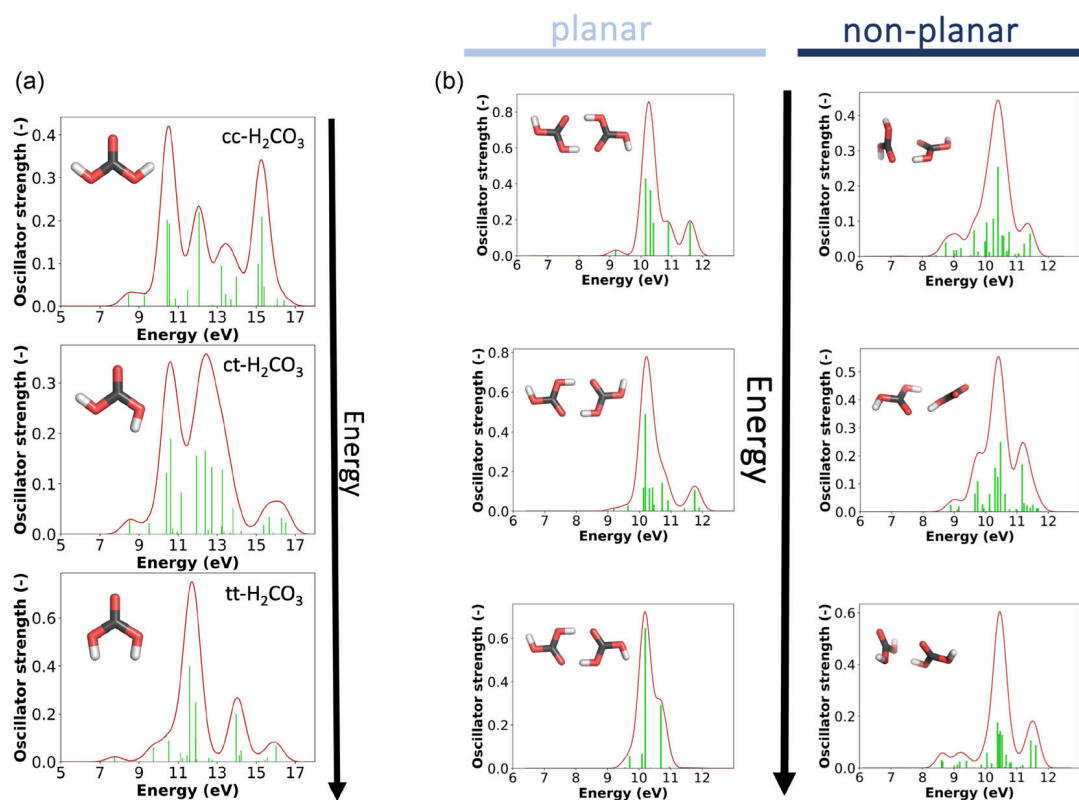 planar
non-planar
(a)
(b)
cc-H₂CO₃
Oscillator strength (-)
0.4
0.3
0.2
0.1
0.0
5 7 9 11 13 15 17
Energy (eV)
ct-H₂CO₃
Oscillator strength (-)
0.3
0.2
0.1
0.0
5 7 9 11 13 15 17
Energy (eV)
tt-H₂CO₃
Oscillator strength (-)
0.6
0.4
0.2
0.0
5 7 9 11 13 15 17
Energy (eV)
Energy
Oscillator strength (-)
0.8
0.6
0.4
0.2
0.0
6 7 8 9 10 11 12
Energy (eV)
Oscillator strength (-)
0.8
0.6
0.4
0.2
0.0
6 7 8 9 10 11 12
Energy (eV)
Oscillator strength (-)
0.6
0.4
0.2
0.0
6 7 8 9 10 11 12
Energy (eV)
Energy
Oscillator strength (-)
0.4
0.3
0.2
0.1
0.0
6 7 8 9 10 11 12
Energy (eV)
Oscillator strength (-)
0.6
0.4
0.2
0.0
6 7 8 9 10 11 12
Energy (eV)
Oscillator strength (-)
0.6
0.4
0.2
0.0
6 7 8 9 10 11 12
Energy (eV)